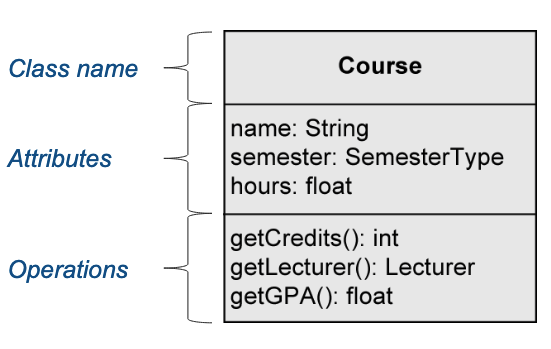 Class name
Course
Attributes
name: String
semester: SemesterType
hours: float
Operations
getCredits(): int
getLecturer(): Lecturer
getGPA(): float